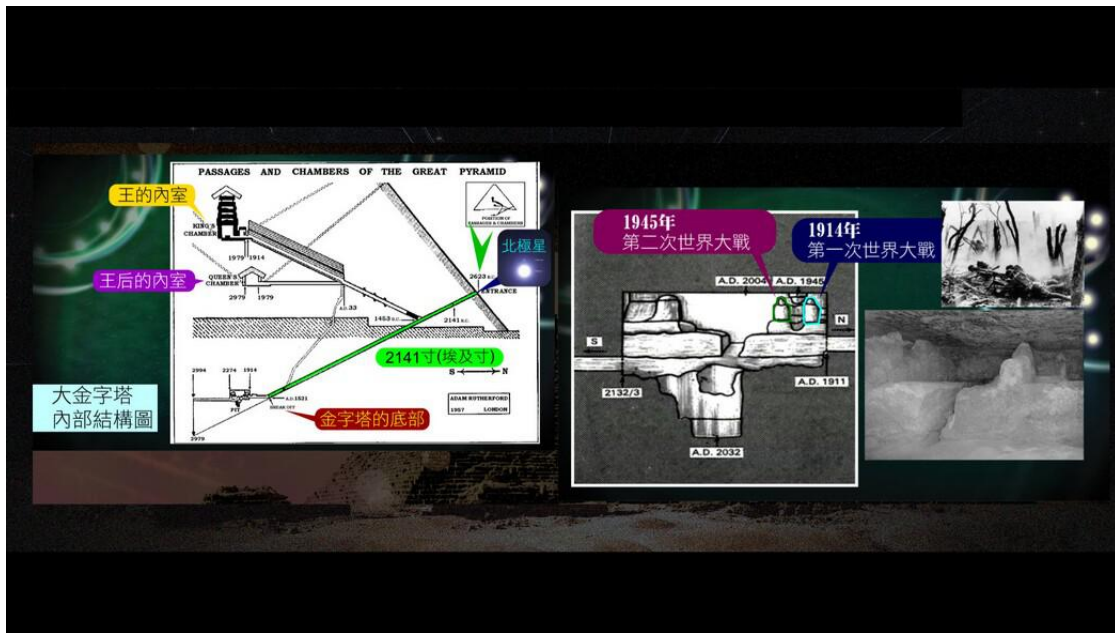 PASSAGES AND CHAMBERS OF THE GREAT PYRAMID
王的內室
KING'S
CHAMBER
1979 1914
王后的內室
QUEEN'S
CHAMBER
2979 1979
A.D.33
POSITION OF
PASSAGES & CHAMBERS
北極星
2623 B.C.
ENTRANCE
1453 B.C.
2141 B.C.
2141寸(埃及寸)
S N
2994 2274 1914
A.D.1521
PIT
2979
金字塔的底部
ADAM RUTHERFORD
1957 LONDON
大金字塔
內部結構圖
1945年
第二次世界大戰
1914年
第一次世界大戰
A.D. 2004
A.D. 1945
N
S
A.D. 1911
2132/3
A.D. 2032